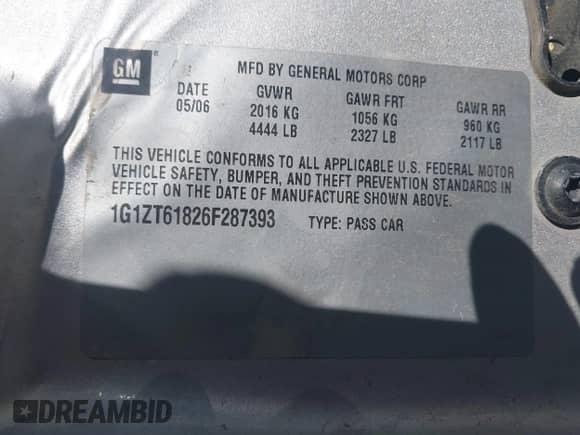 GM
MFD BY GENERAL MOTORS CORP
DATE GVWR GAWR FRT GAWR RR
05/06 2016 KG 1056 KG 960 KG
4444 LB 2327 LB 2117 LB
THIS VEHICLE CONFORMS TO ALL APPLICABLE U.S. FEDERAL MOTOR
VEHICLE SAFETY, BUMPER, AND THEFT PREVENTION STANDARDS IN
EFFECT ON THE DATE OF MANUFACTURE SHOWN ABOVE.
1G1ZT61826F287393 TYPE: PASS CAR
DREAMBID